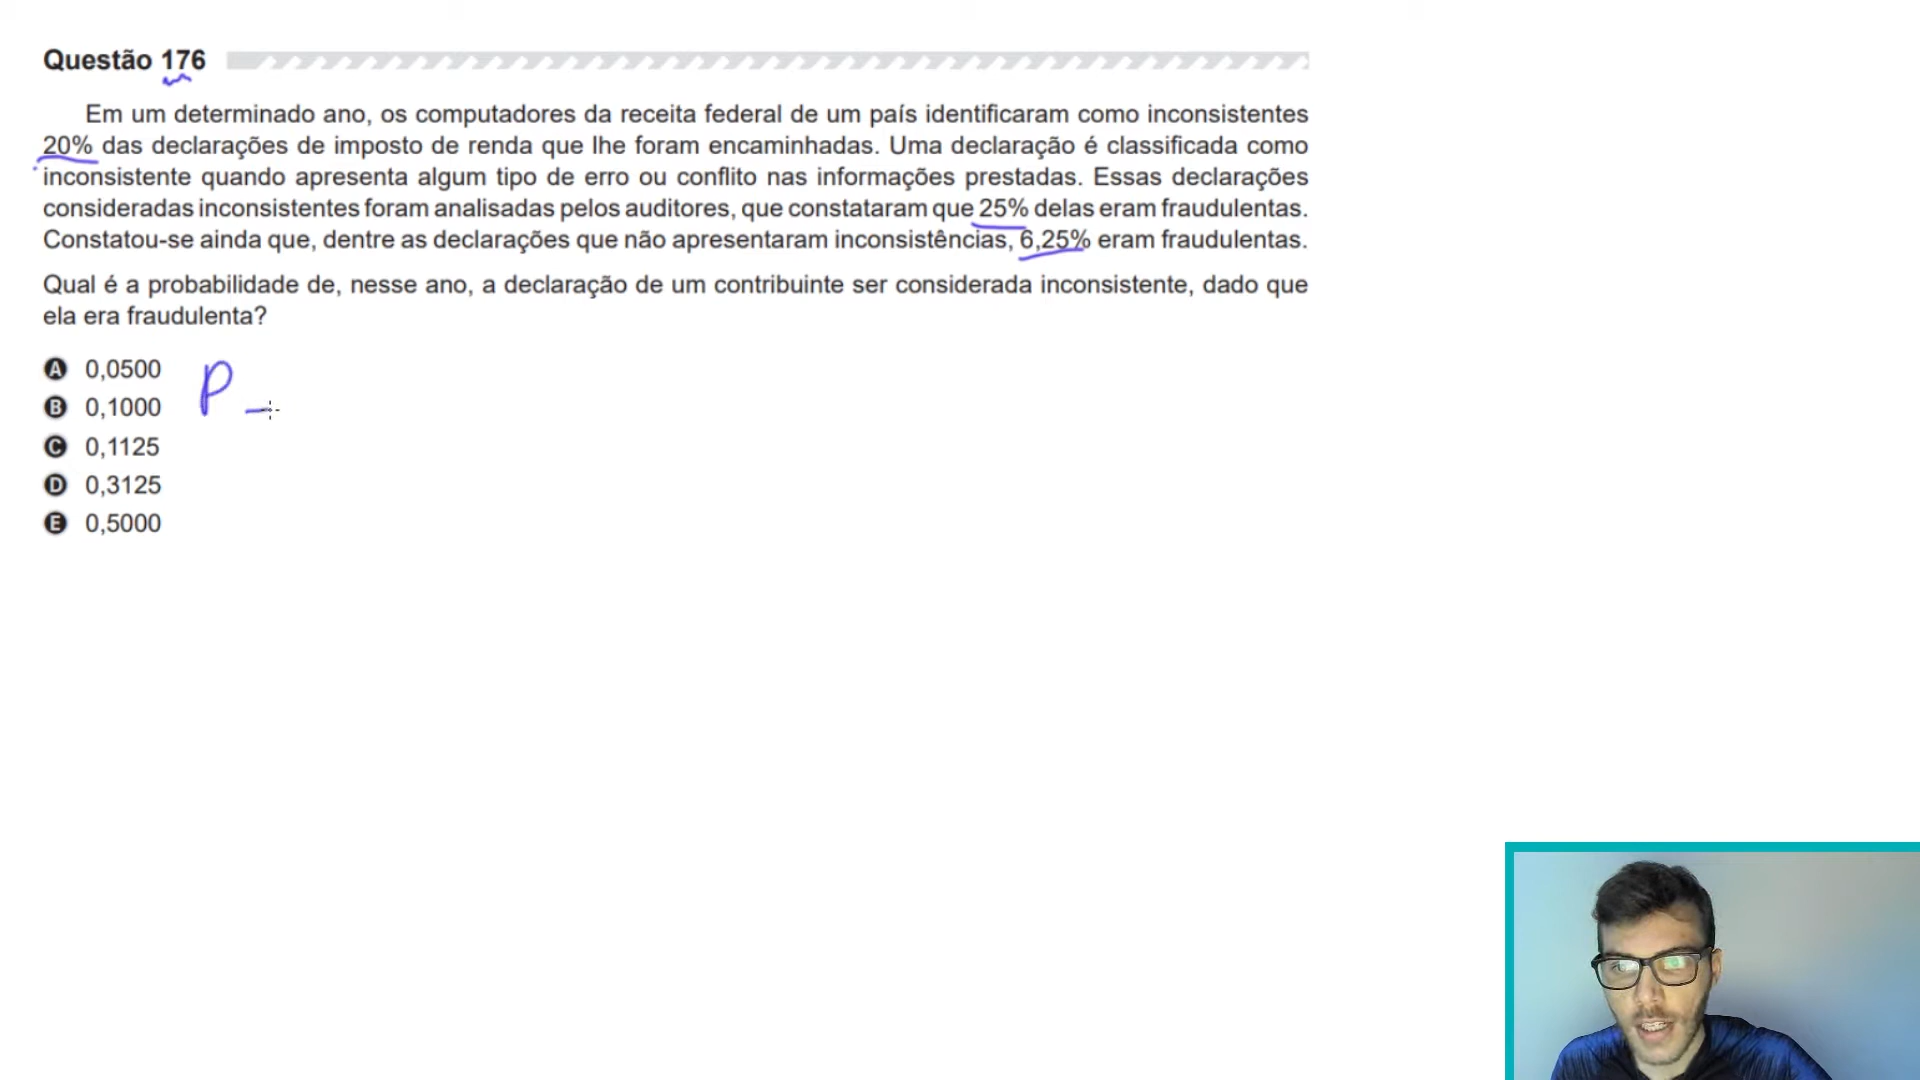 Questão 176
Em um determinado ano, os computadores da receita federal de um país identificaram como inconsistentes
20% das declarações de imposto de renda que lhe foram encaminhadas. Uma declaração é classificada como
inconsistente quando apresenta algum tipo de erro ou conflito nas informações prestadas. Essas declarações
consideradas inconsistentes foram analisadas pelos auditores, que constataram que 25% delas eram fraudulentas.
Constatou-se ainda que, dentre as declarações que não apresentaram inconsistências, 6,25% eram fraudulentas.
Qual é a probabilidade de, nesse ano, a declaração de um contribuinte ser considerada inconsistente, dado que
ela era fraudulenta?
A 0,0500
B 0,1000
C 0,1125
D 0,3125
E 0,5000
P